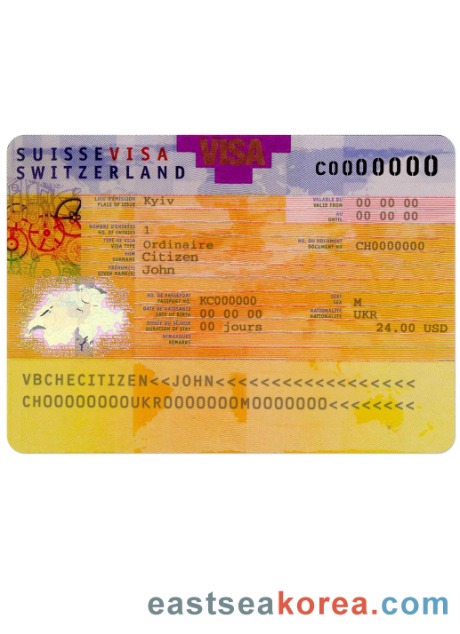 SUISSEVISA
SWITZERLAND
VISA
C0000000
LIEU D'ÉMISSION
PLACE OF ISSUE
Kyiv
VALABLE DU
VALID FROM
00 00 00
AU
UNTIL
00 00 00
NOMBRE D'ENTRÉES
NO. OF ENTRIES
1
TYPE DE VISA
VISA TYPE
Ordinaire
NO. DU DOCUMENT
DOCUMENT NO
CH0000000
NOM
SURNAME
Citizen
PRÉNOM(S)
GIVEN NAME(S)
John
NO. DE PASSEPORT
PASSPORT NO.
KC000000
SEXE
SEX
M
DATE DE NAISSANCE
DATE OF BIRTH
00 00 00
NATIONALITÉ
NATIONALITY
UKR
DURÉE DU SÉJOUR
DURATION OF STAY
00 jours
24.00 USD
REMARQUES
REMARKS
VBCHECITIZEN<<JOHN<<<<<<<<<<<<<<<<<<
CH00000000UKR0000000M0000000<<<<<<<<
eastseakorea.com